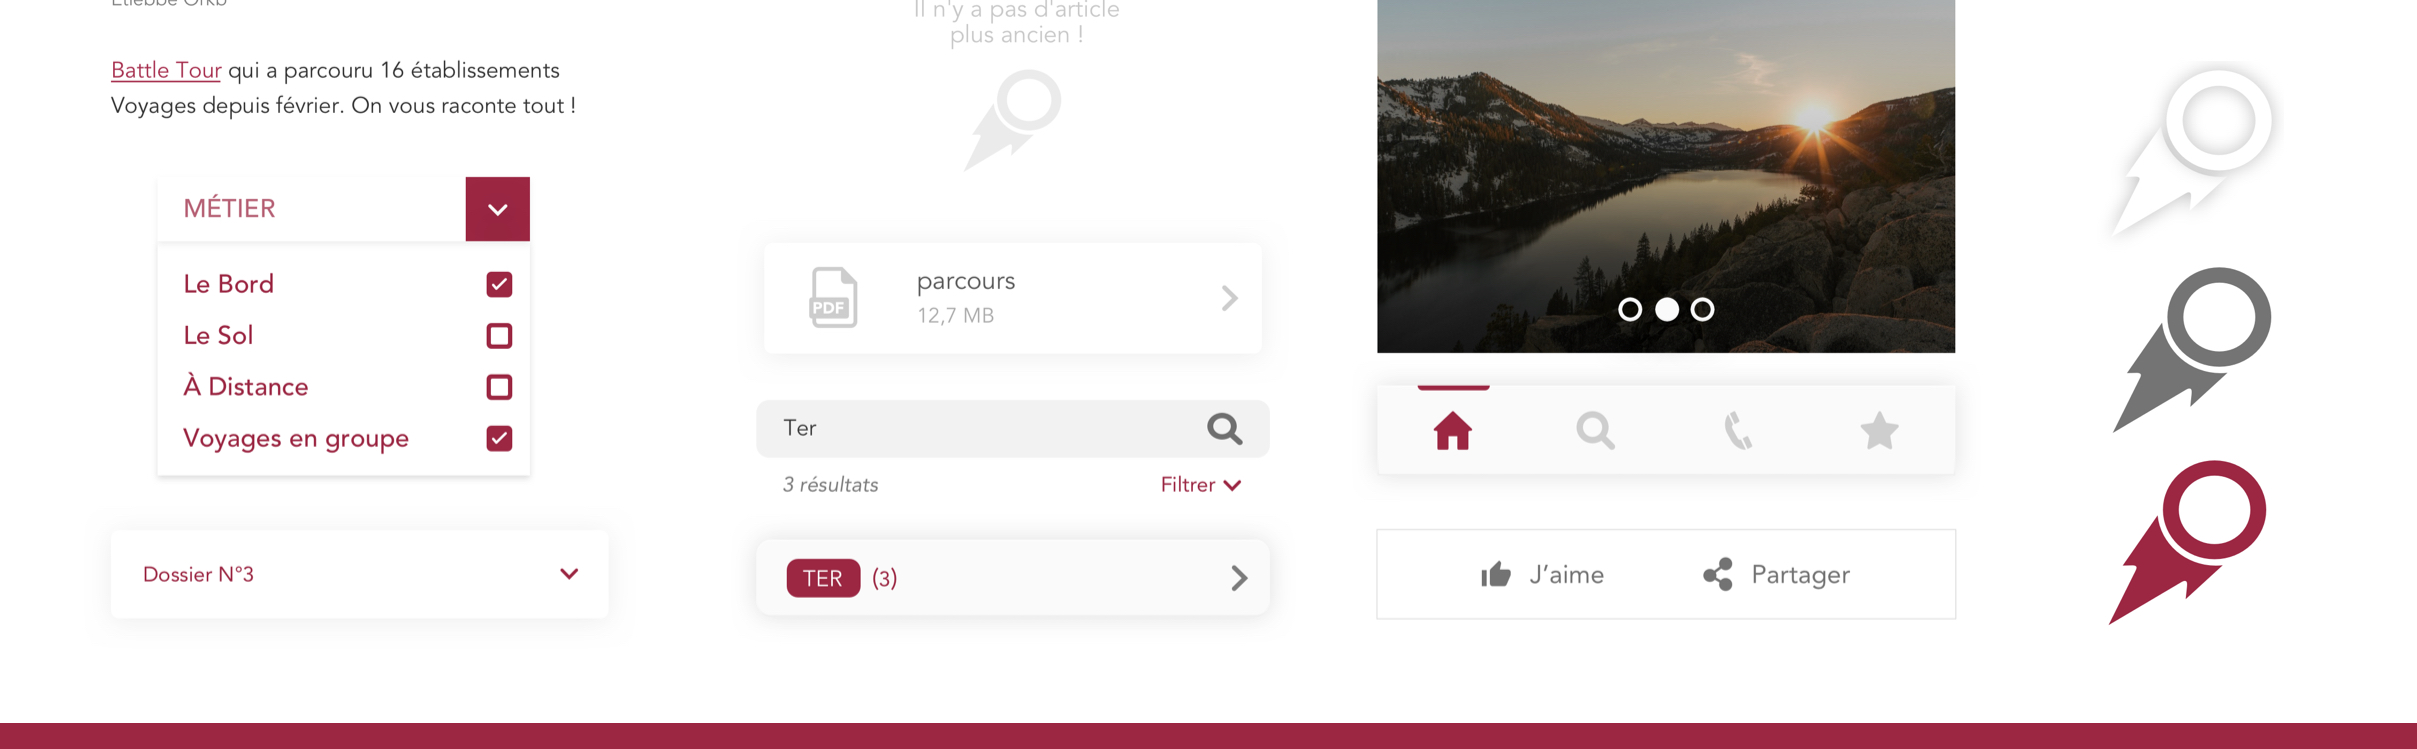 Il n'y a pas d'article
plus ancien !
Battle Tour qui a parcouru 16 établissements
Voyages depuis février. On vous raconte tout !
MÉTIER
Le Bord
Le Sol
À Distance
Voyages en groupe
Dossier N°3
PDF
parcours
12,7 MB
Ter
3 résultats
Filtrer
TER (3)
J’aime
Partager